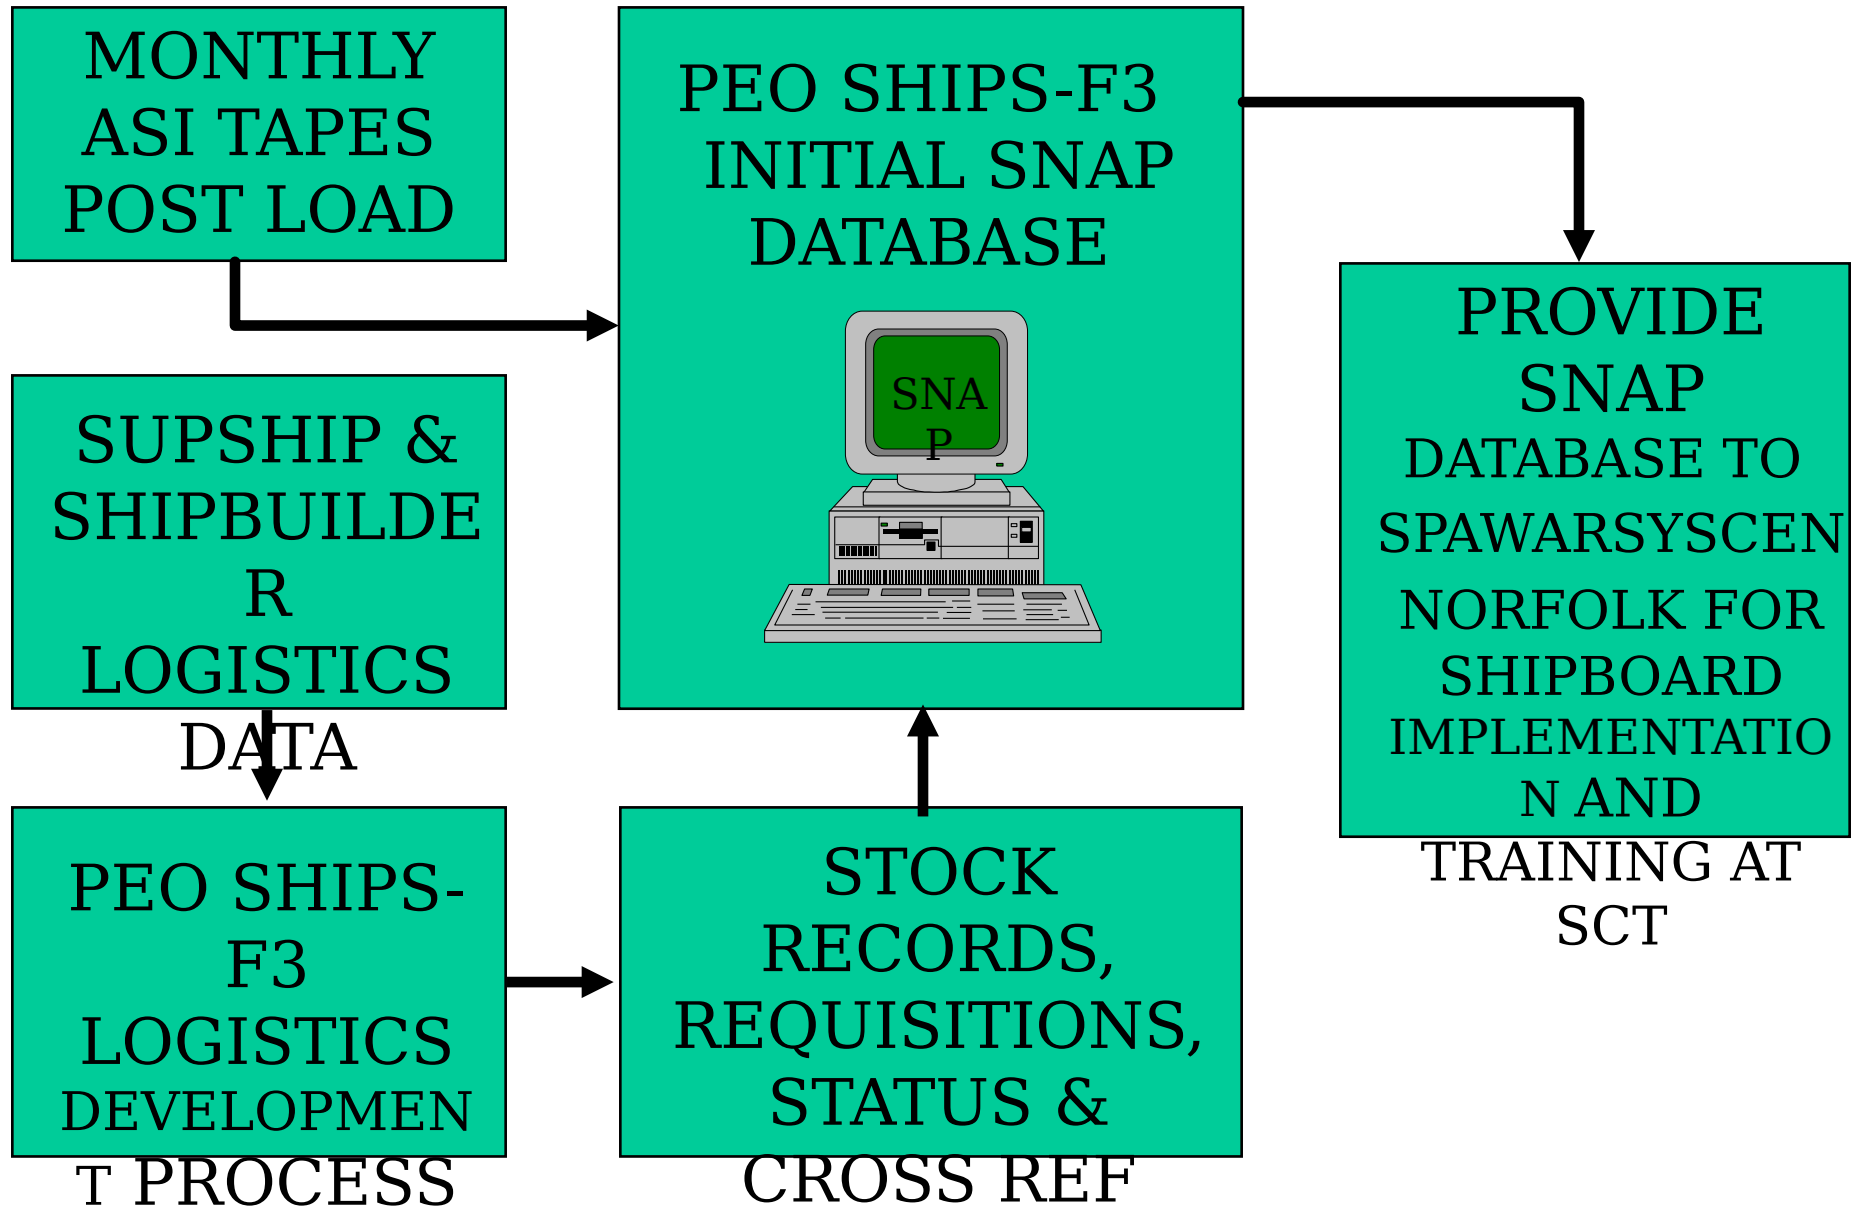 MONTHLY
ASI TAPES
POST LOAD
PEO SHIPS-F3
INITIAL SNAP
DATABASE
SNA
P
SUPSHIP &
SHIPBUILDE
R
LOGISTICS
DATA
PEO SHIPS-
F3
LOGISTICS
DEVELOPMEN
T PROCESS
STOCK
RECORDS,
REQUISITIONS,
STATUS &
CROSS REF
PROVIDE
SNAP
DATABASE TO
SPAWARSYSCEN
NORFOLK FOR
SHIPBOARD
IMPLEMENTATIO
N AND
TRAINING AT
SCT